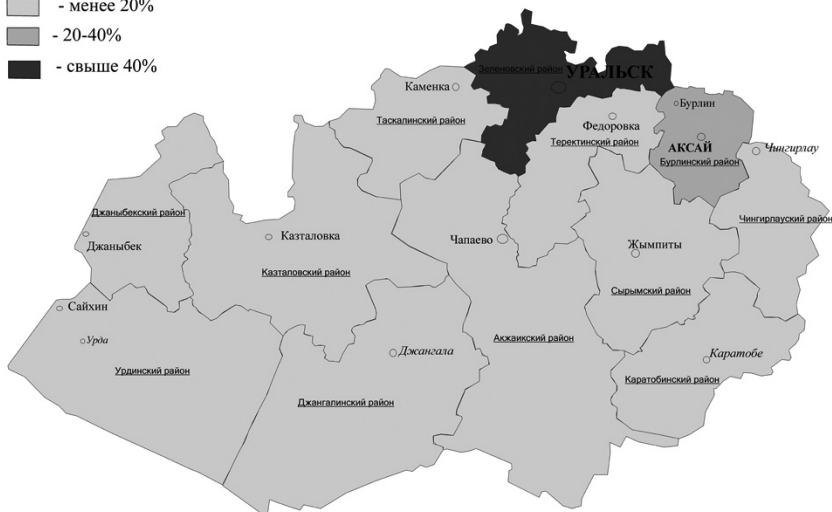 - менее 20%
- 20-40%
- свыше 40%
Зеленовский район
УРАЛЬСК
Каменка
Таскалинский район
Федоровка
Теректинский район
Бурлин
АКСАЙ
Бурлинский район
Чингирлау
Чингирлауский район
Джаныбекский район
Джаныбек
Казталовка
Казталовский район
Чапаево
Жымпиты
Сырымский район
Сайхин
Урда
Урдинский район
Джангала
Джангалинский район
Акжаикский район
Каратобе
Каратобинский район